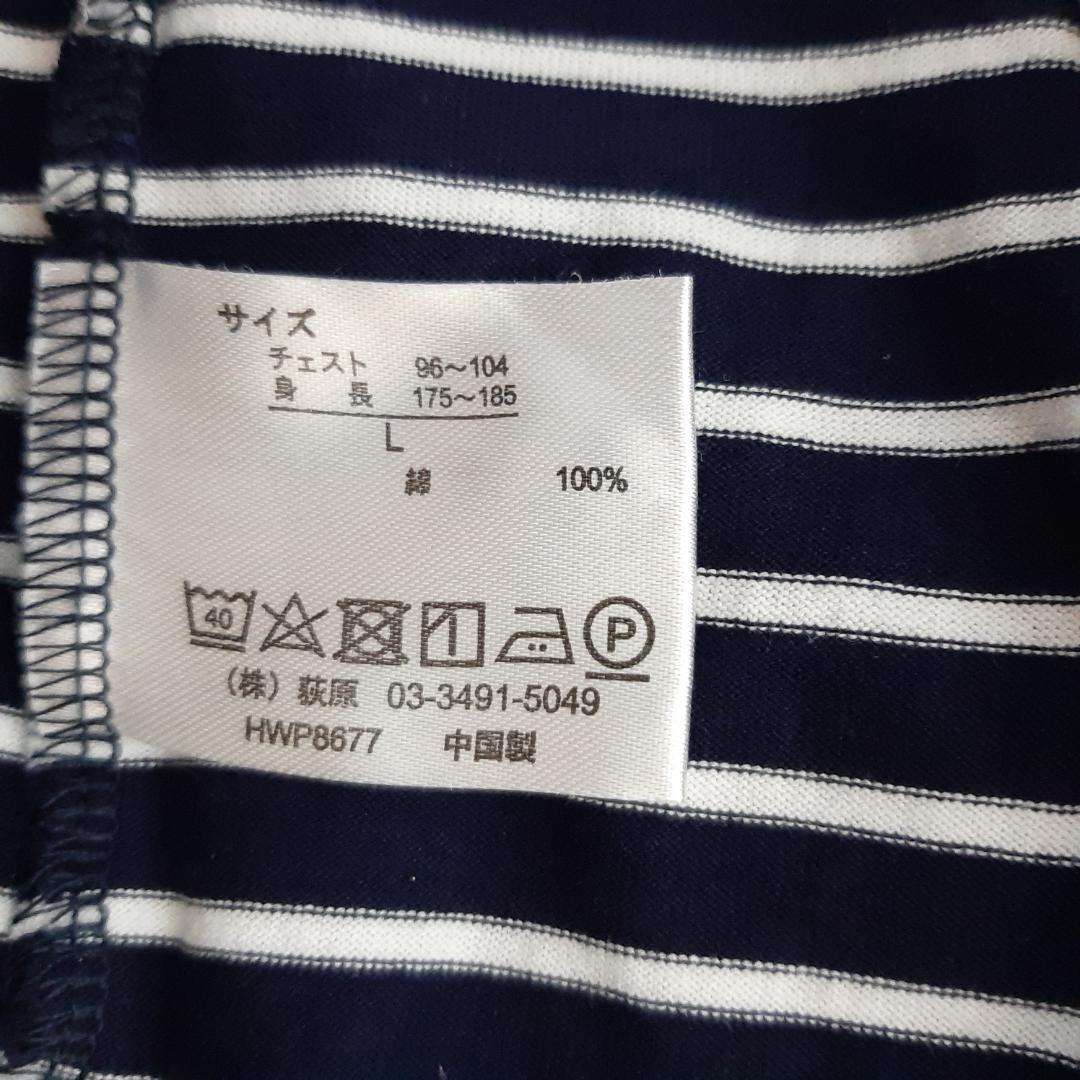 サイズ
チェスト 96～104
身長 175～185
L
綿 100%
40 P
（株）荻原 03-3491-5049
HWP8677 中国製